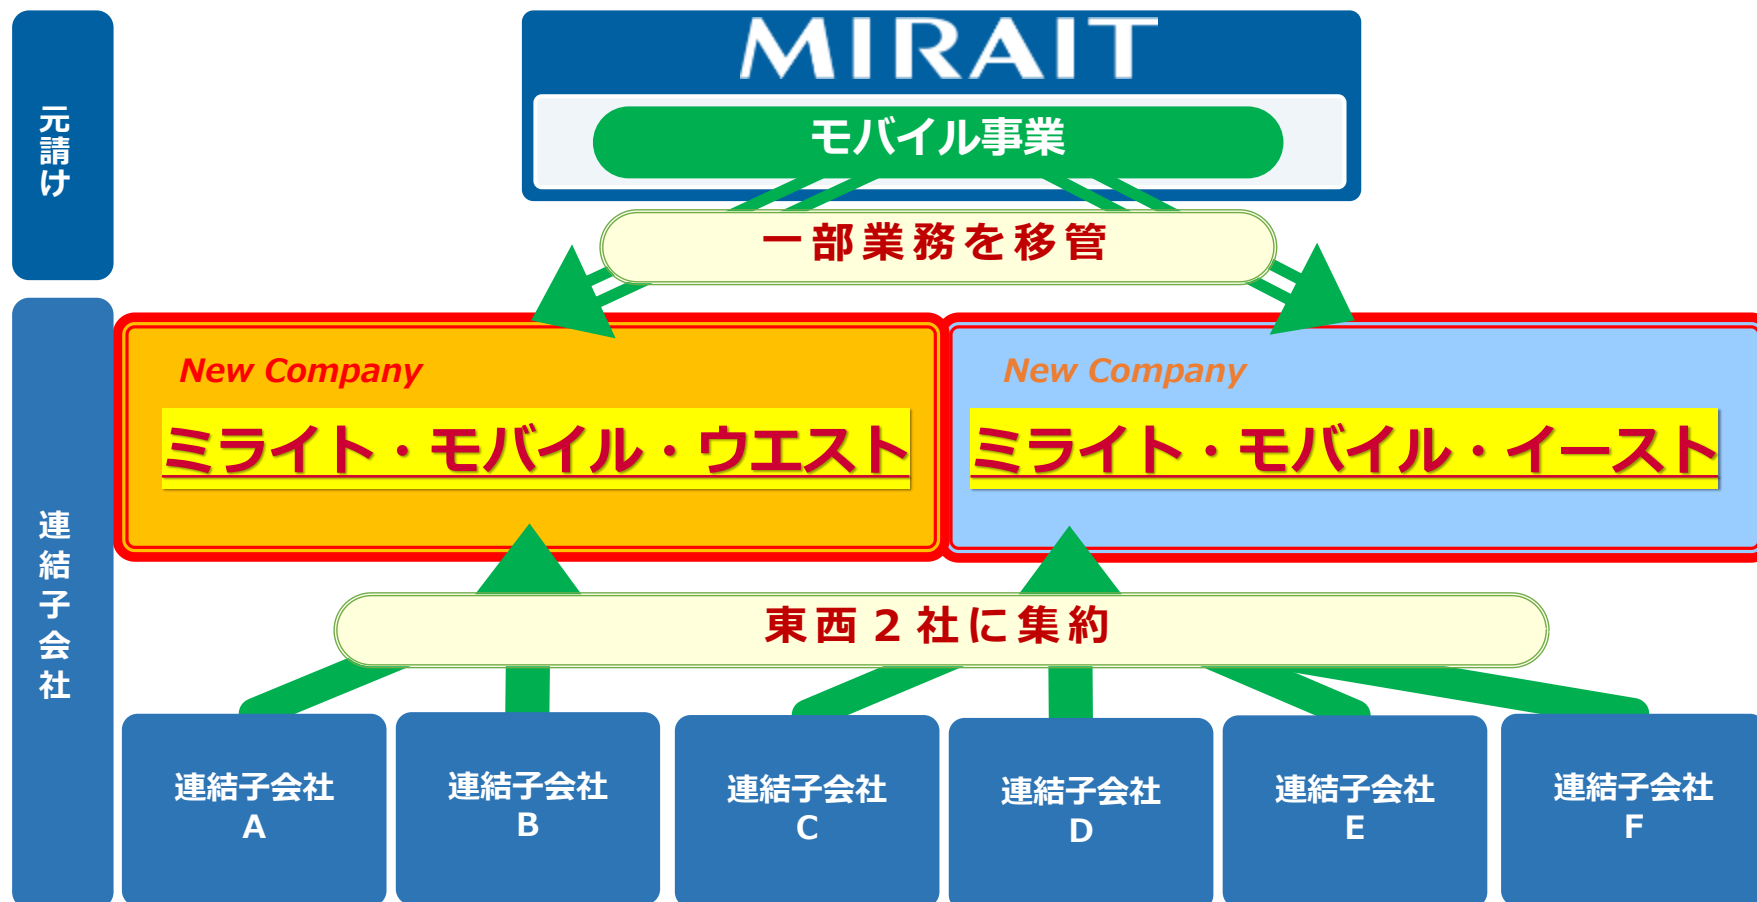 元請け
MIRAIT
モバイル事業
一部業務を移管
連結子会社
New Company
ミライト・モバイル・ウエスト
New Company
ミライト・モバイル・イースト
東西２社に集約
連結子会社
A
連結子会社
B
連結子会社
C
連結子会社
D
連結子会社
E
連結子会社
F